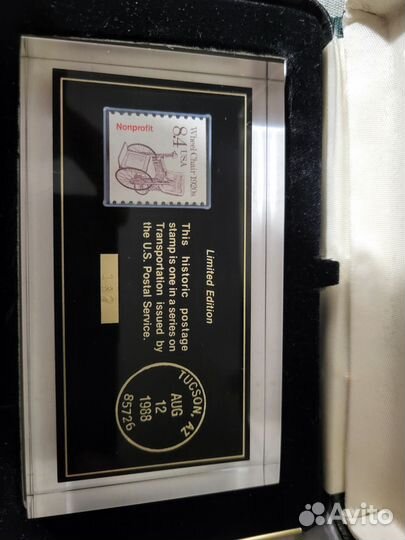 Nonprofit
Wheel Chair 1920s
8.4 USA
Limited Edition
This historic postage
stamp is one in a series on
Transportation issued by
the U.S. Postal Service.
TUCSON, AZ
AUG
12
1988
85726
Avito